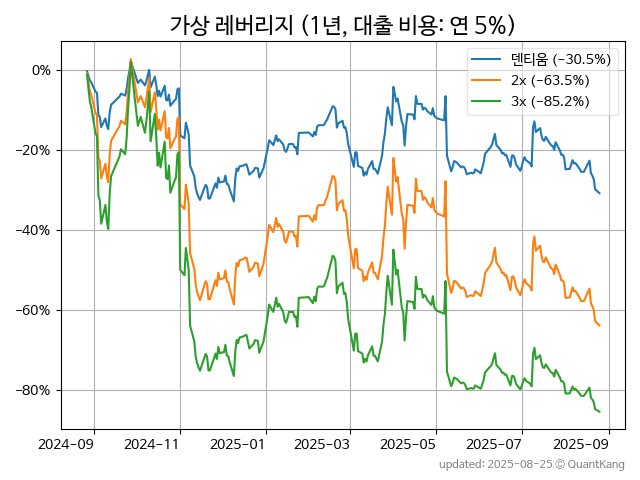 가상 레버리지 (1년, 대출 비용: 연 5%)
덴티움 (−30.5%)
2x (−63.5%)
3x (−85.2%)
0%
−20%
−40%
−60%
−80%
2024−09 2024−11 2025−01 2025−03 2025−05 2025−07 2025−09
updated: 2025-08-25 © QuantKang